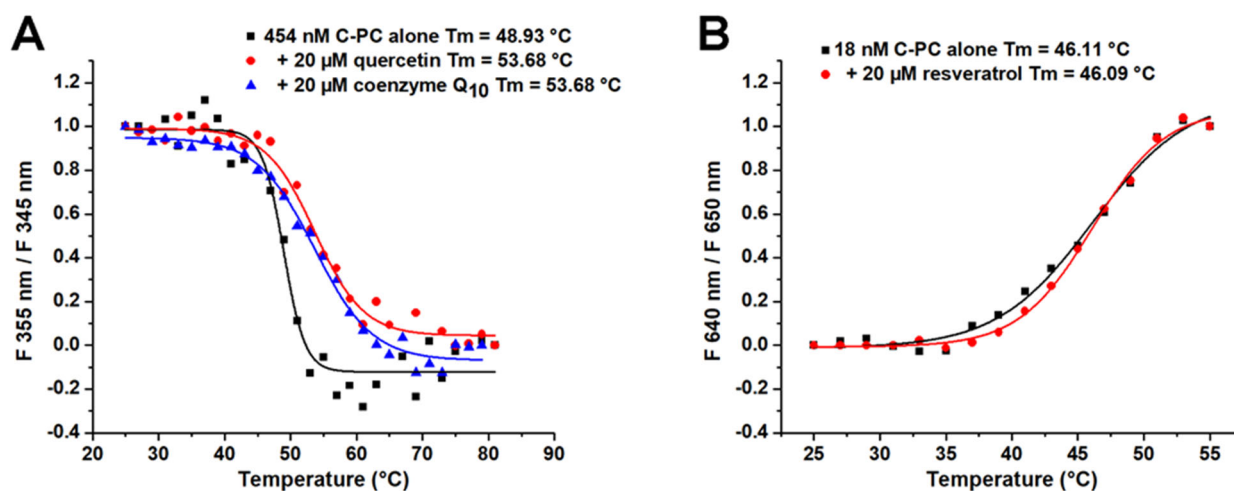 A
454 nM C-PC alone Tm = 48.93 °C
+ 20 µM quercetin Tm = 53.68 °C
+ 20 µM coenzyme Q10 Tm = 53.68 °C
F 355 nm / F 345 nm
1.2
1.0
0.8
0.6
0.4
0.2
0.0
-0.2
-0.4
20 30 40 50 60 70 80 90
Temperature (°C)
B
18 nM C-PC alone Tm = 46.11 °C
+ 20 µM resveratrol Tm = 46.09 °C
F 640 nm / F 650 nm
1.2
1.0
0.8
0.6
0.4
0.2
0.0
-0.2
-0.4
25 30 35 40 45 50 55
Temperature (°C)